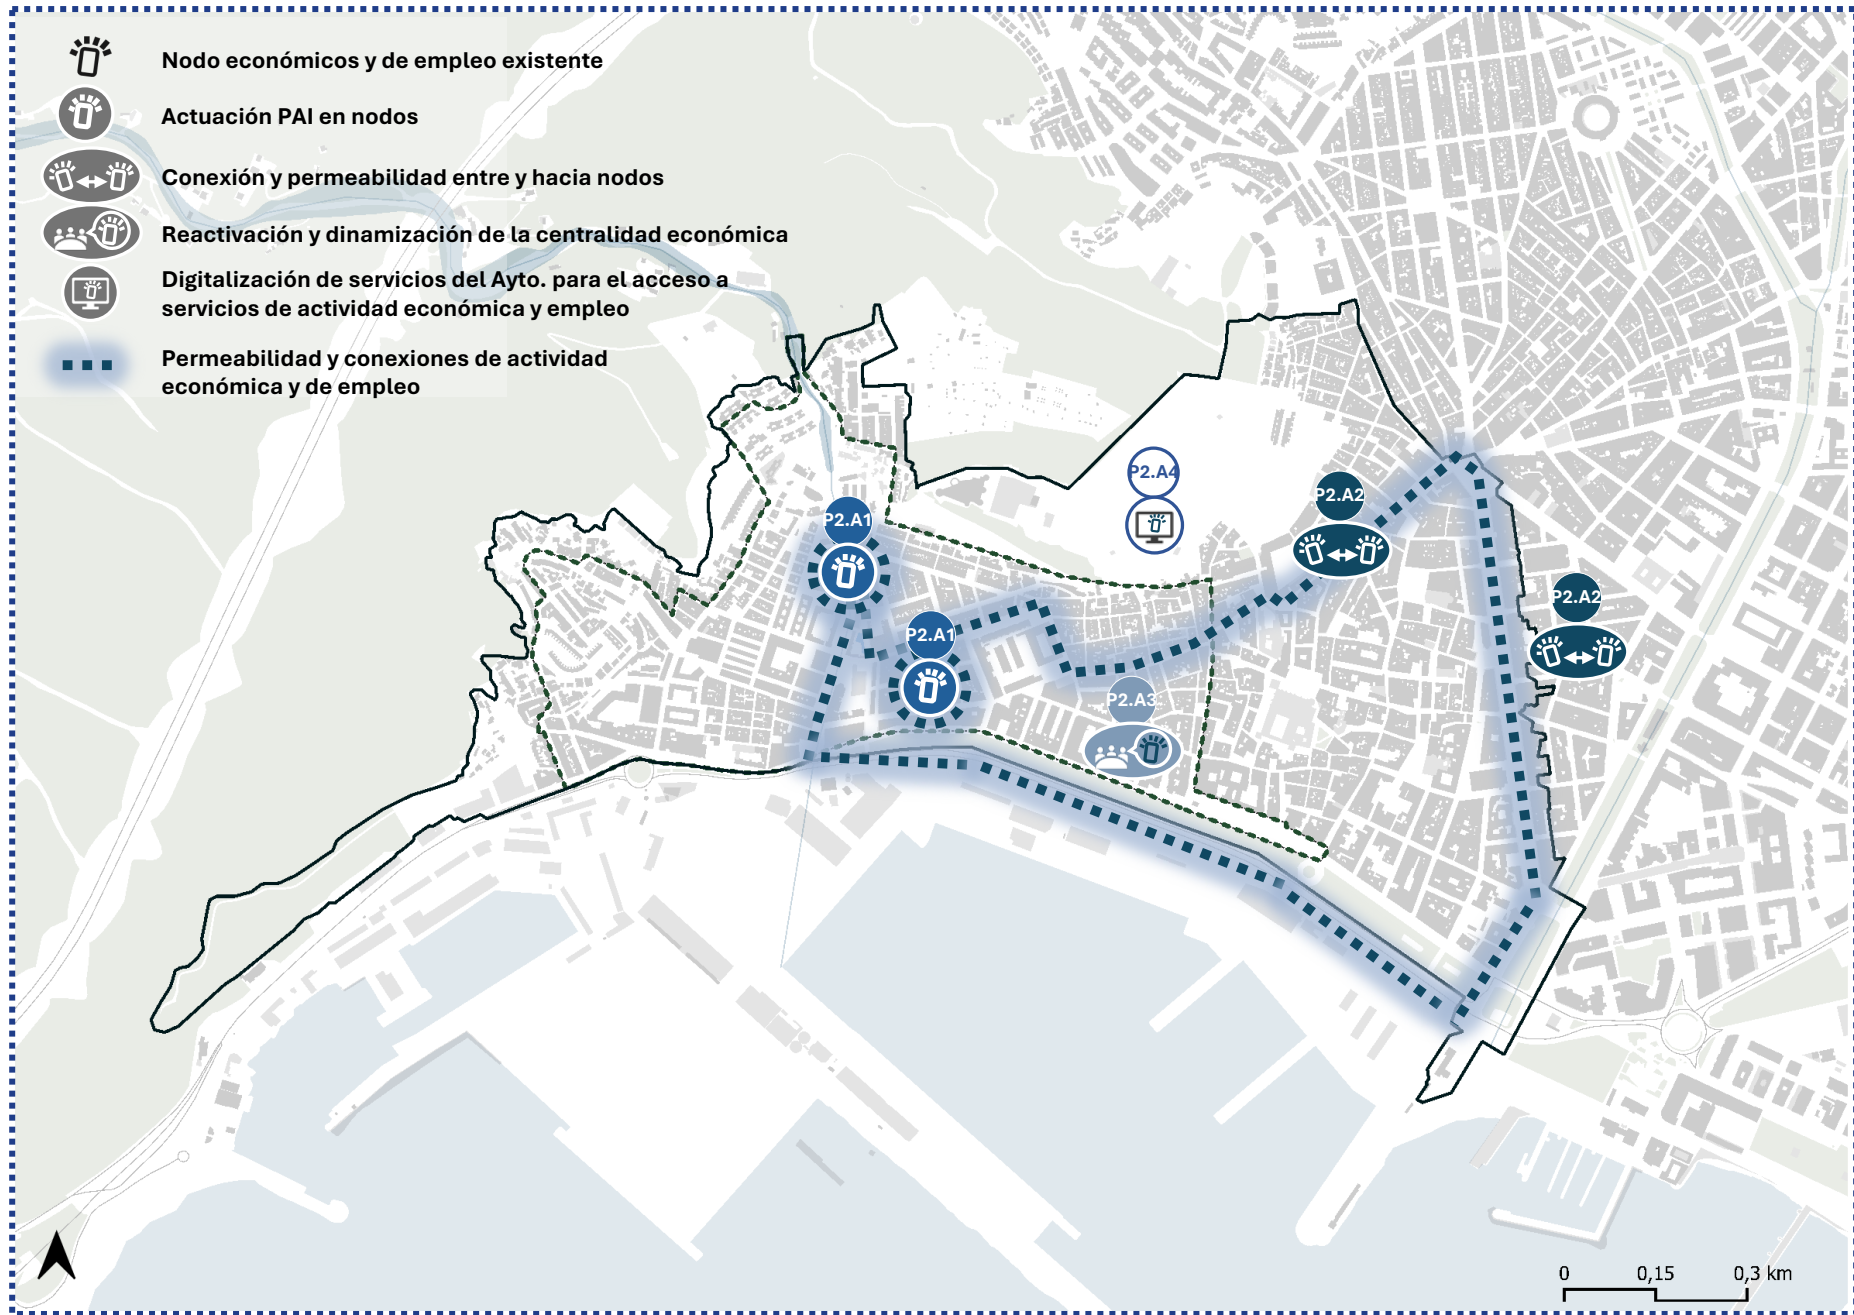 Nodo económicos y de empleo existente
Actuación PAI en nodos
Conexión y permeabilidad entre y hacia nodos
Reactivación y dinamización de la centralidad económica
Digitalización de servicios del Ayto. para el acceso a
servicios de actividad económica y empleo
Permeabilidad y conexiones de actividad
económica y de empleo
P2.A4
P2.A2
P2.A1
P2.A2
P2.A1
P2.A3
0 0,15 0,3 km